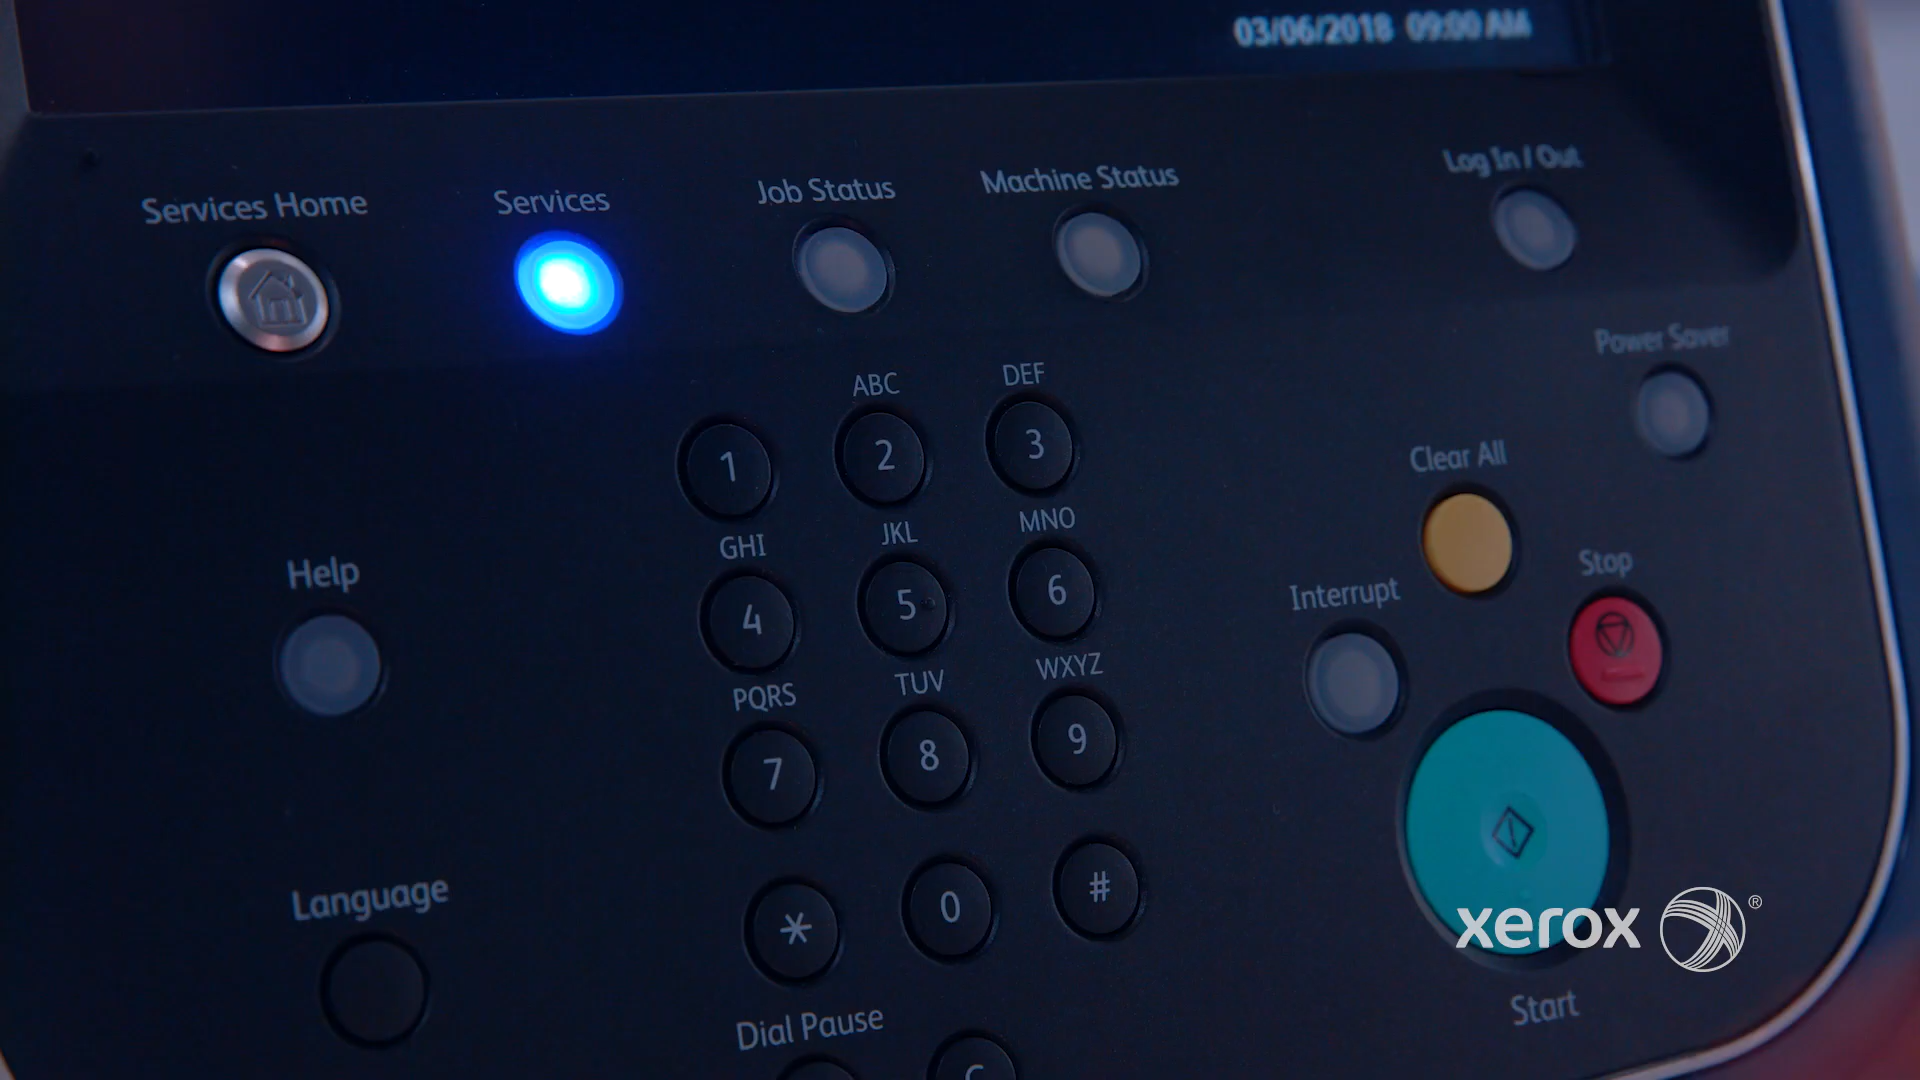 03/06/2018 09:00 AM
Services Home
Services
Job Status
Machine Status
Log In / Out
Power Saver
ABC
DEF
1
2
3
Clear All
GHI
JKL
MNO
4
5
6
Help
Interrupt
Stop
PQRS
TUV
WXYZ
7
8
9
Language
*
0
#
xerox ®
Start
Dial Pause
C